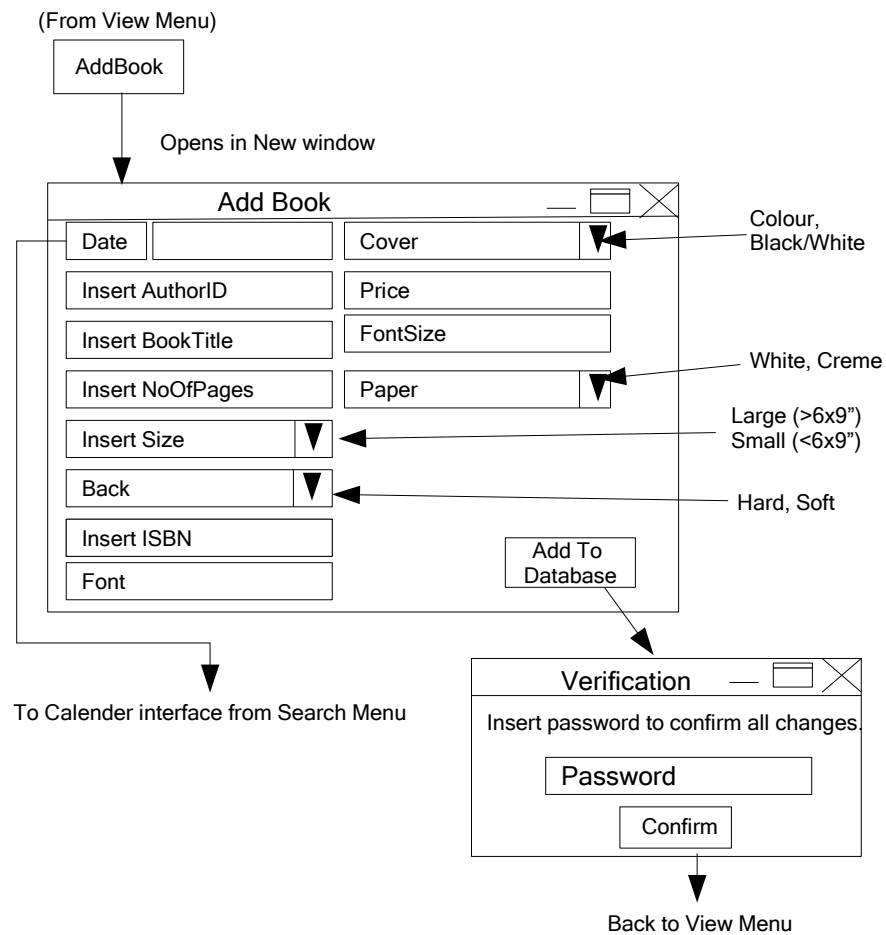 (From View Menu)
AddBook
Opens in New window
Add Book
Date
Cover
Colour,
Black/White
Insert AuthorID
Price
Insert BookTitle
FontSize
Insert NoOfPages
Paper
White, Creme
Insert Size
Large (>6x9”)
Small (<6x9”)
Back
Hard, Soft
Insert ISBN
Font
Add To
Database
To Calender interface from Search Menu
Verification
Insert password to confirm all changes.
Password
Confirm
Back to View Menu